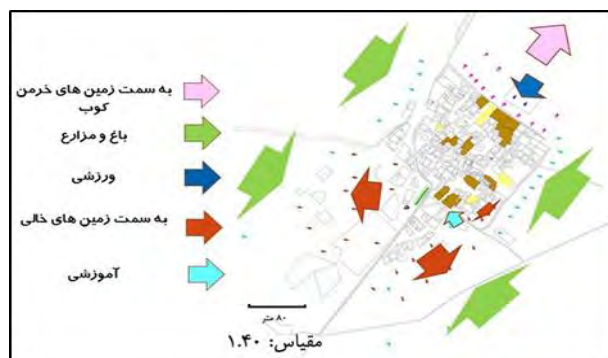 به سمت زمین های خرمن
کوب
باغ و مزارع
ورزشی
به سمت زمین های خالی
آموزشی
۸۰ متر
مقیاس: ۱.۴۰